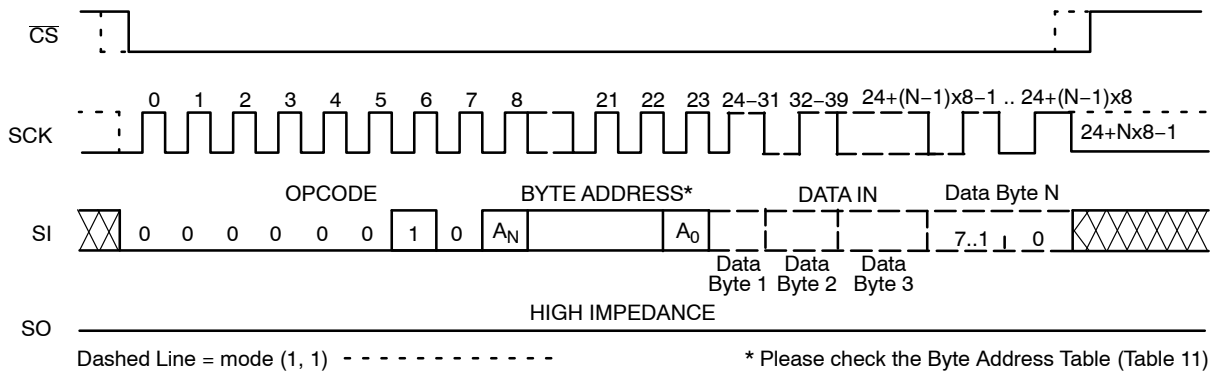 CS
0 1 2 3 4 5 6 7 8 21 22 23 24–31 32–39 24+(N–1)x8–1 .. 24+(N–1)x8
SCK
24+Nx8–1
OPCODE BYTE ADDRESS* DATA IN Data Byte N
SI 0 0 0 0 0 0 1 0 AN A0 7..1 0
Data Byte 1
Data Byte 2
Data Byte 3
HIGH IMPEDANCE
SO
Dashed Line = mode (1, 1) * Please check the Byte Address Table (Table 11)